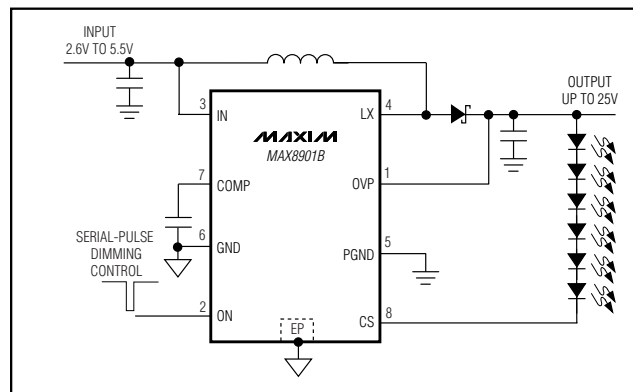 INPUT
2.6V TO 5.5V
OUTPUT
UP TO 25V
3
IN
LX
4
MAXIM
MAX8901B
7
COMP
OVP
1
SERIAL-PULSE
DIMMING
CONTROL
6
GND
PGND
5
2
ON
EP
CS
8